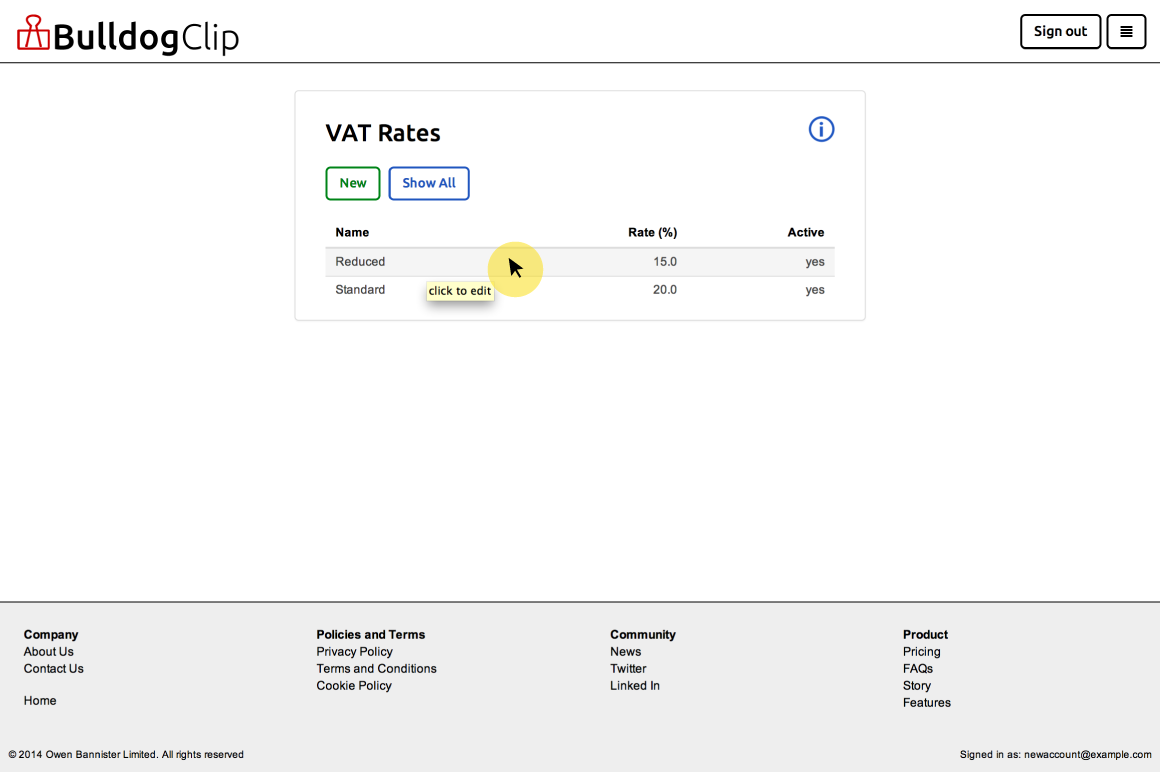 BulldogClip
Sign out
VAT Rates
New
Show All
Name Rate (%) Active
Reduced 15.0 yes
Standard 20.0 yes
click to edit
Company
About Us
Contact Us
Home
Policies and Terms
Privacy Policy
Terms and Conditions
Cookie Policy
Community
News
Twitter
Linked In
Product
Pricing
FAQs
Story
Features
© 2014 Owen Bannister Limited. All rights reserved
Signed in as: newaccount@example.com